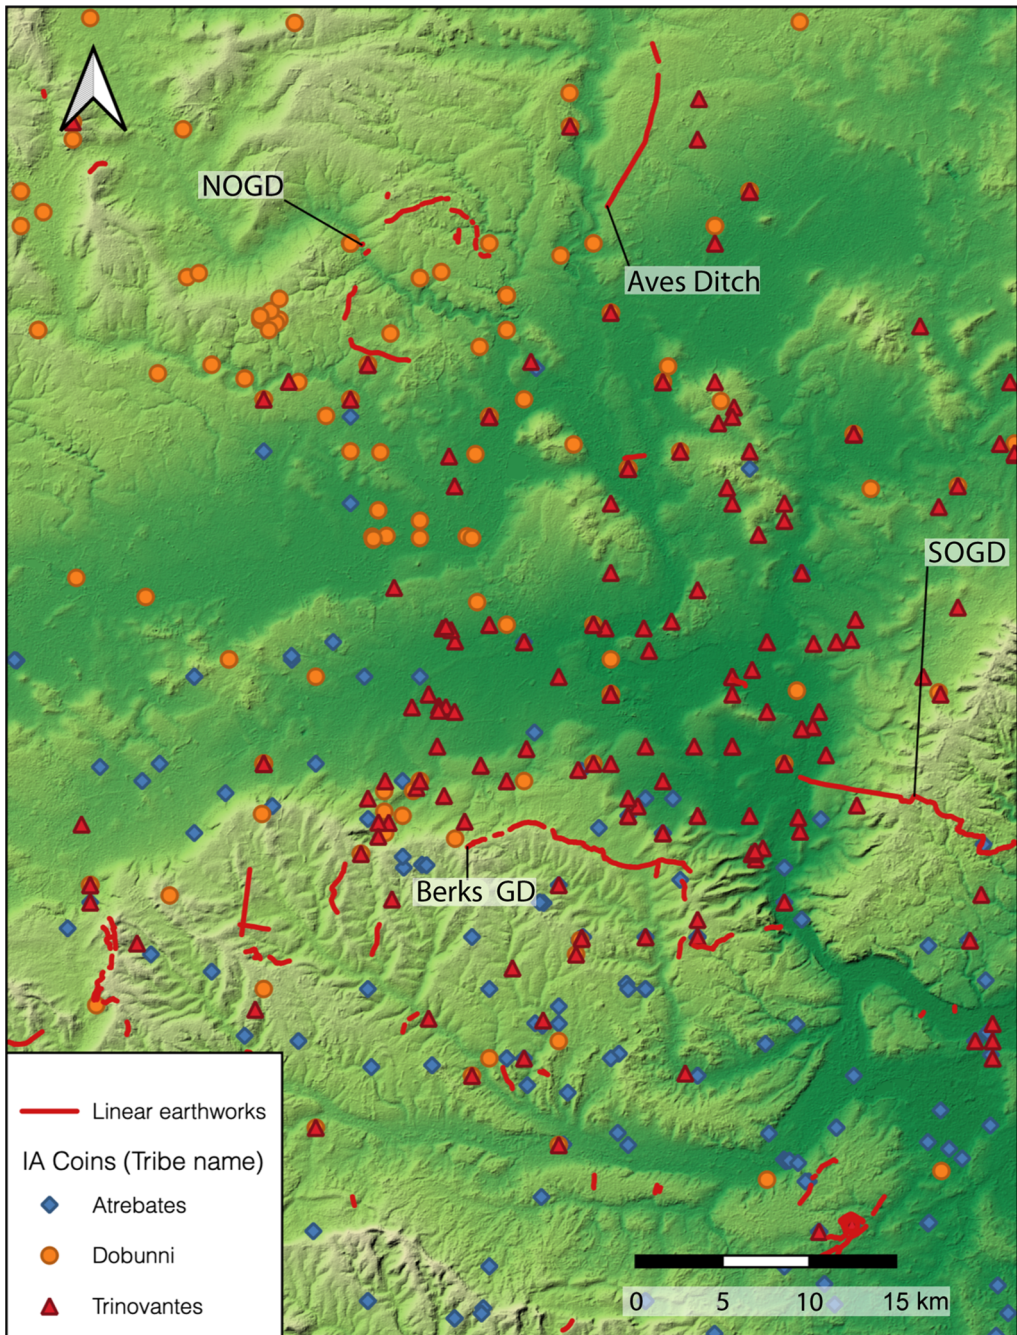 NOGD
Aves Ditch
SOGD
Berks GD
Linear earthworks
IA Coins (Tribe name)
Atrebates
Dobunni
Trinovantes
0 5 10 15 km